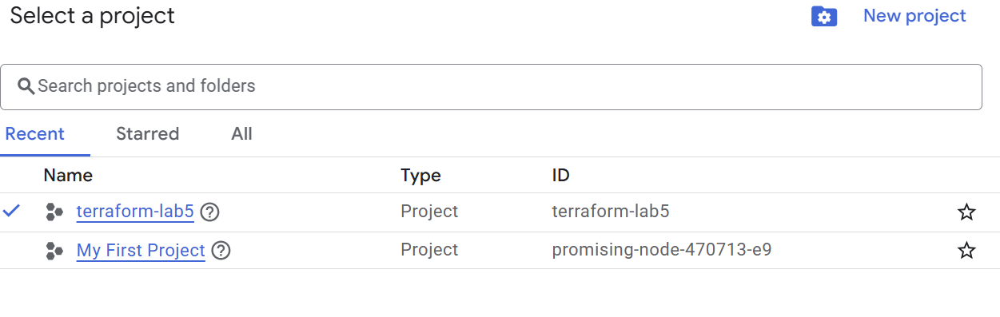 Select a project New project
Search projects and folders
Recent Starred All
Name Type ID
terraform-lab5 Project terraform-lab5
My First Project Project promising-node-470713-e9